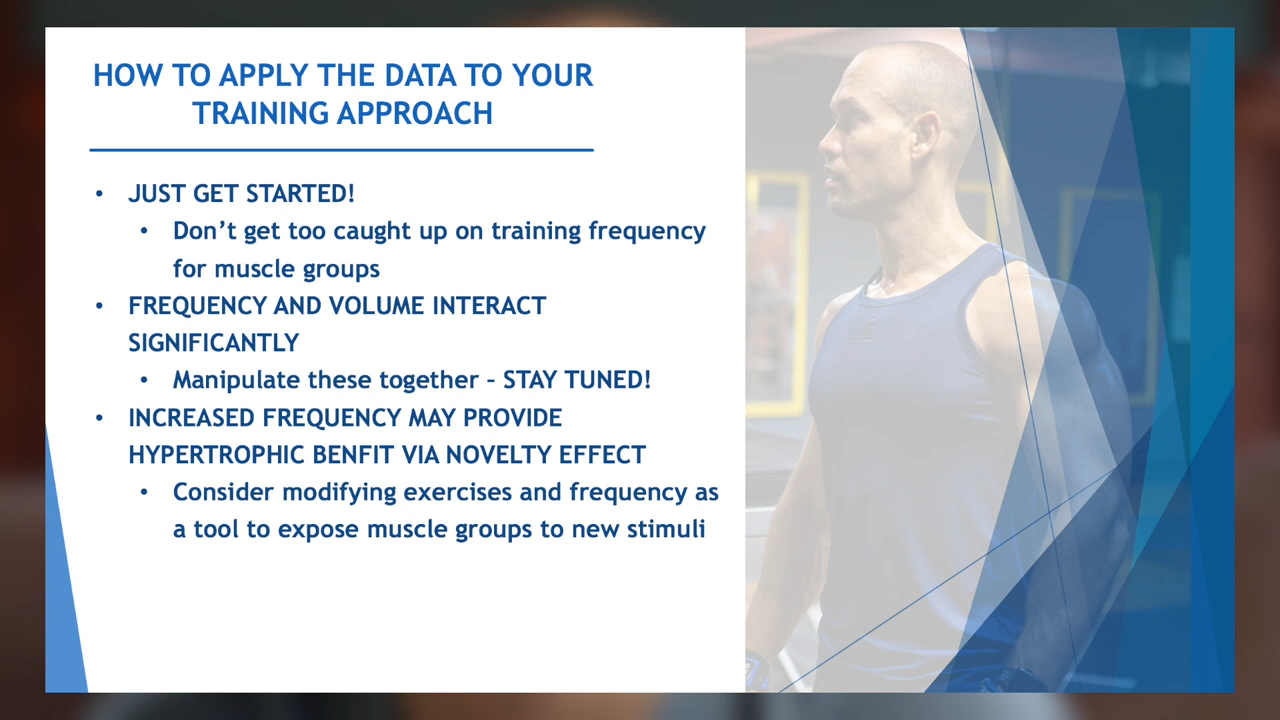 HOW TO APPLY THE DATA TO YOUR
TRAINING APPROACH
• JUST GET STARTED!
• Don’t get too caught up on training frequency
for muscle groups
• FREQUENCY AND VOLUME INTERACT
SIGNIFICANTLY
• Manipulate these together – STAY TUNED!
• INCREASED FREQUENCY MAY PROVIDE
HYPERTROPHIC BENFIT VIA NOVELTY EFFECT
• Consider modifying exercises and frequency as
a tool to expose muscle groups to new stimuli